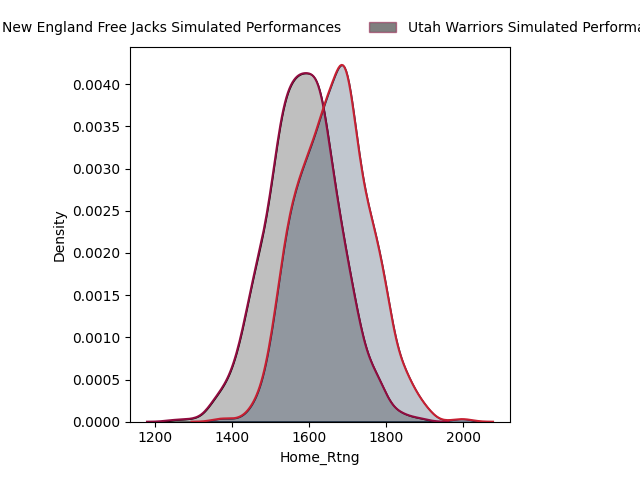 New England Free Jacks Simulated Performances
Utah Warriors Simulated
Density
0.0040
0.0035
0.0030
0.0025
0.0020
0.0015
0.0010
0.0005
0.0000
1200 1400 1600 1800 2000
Home_Rtng